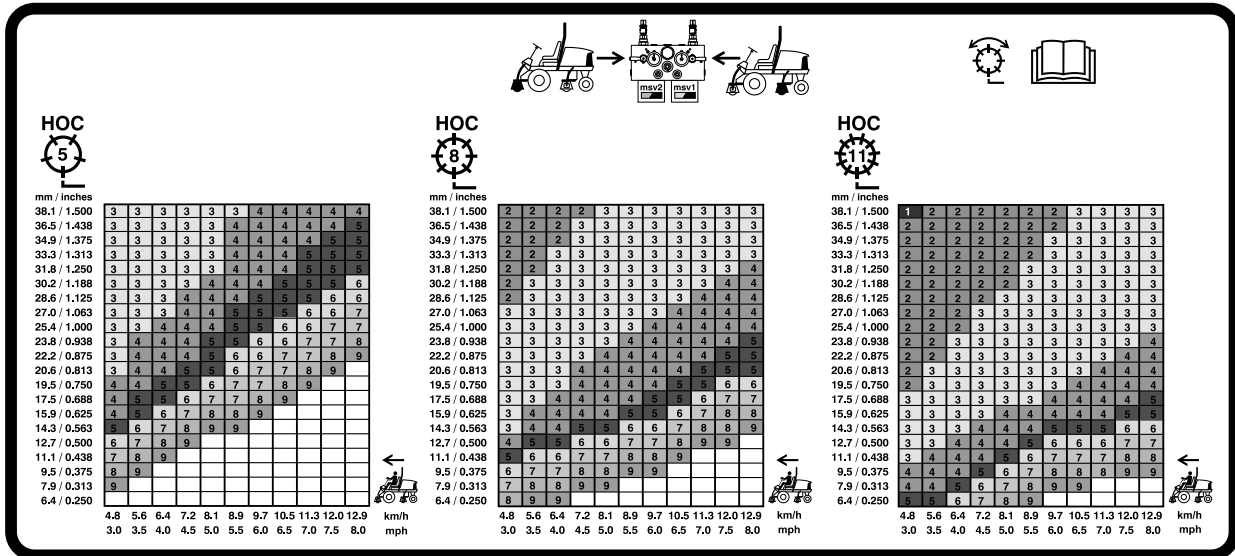 msv2 msv1
HOC
5
mm / inches
38.1 / 1.500 3 3 3 3 3 3 4 4 4 4 4
36.5 / 1.438 3 3 3 3 3 4 4 4 4 4 5
34.9 / 1.375 3 3 3 3 3 4 4 4 4 5 5
33.3 / 1.313 3 3 3 3 3 4 4 4 5 5 5
31.8 / 1.250 3 3 3 3 3 4 4 4 5 5 5
30.2 / 1.188 3 3 3 3 4 4 4 5 5 5 6
28.6 / 1.125 3 3 3 4 4 4 5 5 5 6 6
27.0 / 1.063 3 3 3 4 4 5 5 5 6 6 7
25.4 / 1.000 3 3 4 4 4 5 5 6 6 7 7
23.8 / 0.938 3 4 4 4 5 5 6 6 7 7 8
22.2 / 0.875 3 4 4 4 5 6 6 7 7 8 9
20.6 / 0.813 3 4 4 5 5 6 7 7 8 9
19.5 / 0.750 4 4 5 5 6 7 7 8 9
17.5 / 0.688 4 5 5 6 7 7 8 9
15.9 / 0.625 4 5 6 7 8 8 9
14.3 / 0.563 5 6 7 8 9 9
12.7 / 0.500 6 7 8 9
11.1 / 0.438 7 8 9
9.5 / 0.375 8 9
7.9 / 0.313 9
6.4 / 0.250
4.8 5.6 6.4 7.2 8.1 8.9 9.7 10.5 11.3 12.0 12.9 km/h
3.0 3.5 4.0 4.5 5.0 5.5 6.0 6.5 7.0 7.5 8.0 mph
HOC
8
mm / inches
38.1 / 1.500 2 2 2 2 3 3 3 3 3 3 3
36.5 / 1.438 2 2 2 3 3 3 3 3 3 3 3
34.9 / 1.375 2 2 2 3 3 3 3 3 3 3 3
33.3 / 1.313 2 2 3 3 3 3 3 3 3 3 3
31.8 / 1.250 2 2 3 3 3 3 3 3 3 3 4
30.2 / 1.188 2 3 3 3 3 3 3 3 3 4 4
28.6 / 1.125 2 3 3 3 3 3 3 3 4 4 4
27.0 / 1.063 3 3 3 3 3 3 3 4 4 4 4
25.4 / 1.000 3 3 3 3 3 3 4 4 4 4 4
23.8 / 0.938 3 3 3 3 3 4 4 4 4 4 5
22.2 / 0.875 3 3 3 3 4 4 4 4 4 5 5
20.6 / 0.813 3 3 3 4 4 4 4 4 5 5 5
19.5 / 0.750 3 3 3 4 4 4 4 5 5 6 6
17.5 / 0.688 3 3 4 4 4 4 5 5 6 7 7
15.9 / 0.625 3 4 4 4 4 5 5 6 7 8 8
14.3 / 0.563 3 4 4 5 5 6 6 7 7 8 8
12.7 / 0.500 4 5 5 6 6 7 7 8 9 9
11.1 / 0.438 5 6 6 7 7 8 8 9
9.5 / 0.375 6 7 7 8 8 9 9
7.9 / 0.313 7 8 8 9 9
6.4 / 0.250 8 9 9
4.8 5.6 6.4 7.2 8.1 8.9 9.7 10.5 11.3 12.0 12.9 km/h
3.0 3.5 4.0 4.5 5.0 5.5 6.0 6.5 7.0 7.5 8.0 mph
HOC
11
mm / inches
38.1 / 1.500 1 2 2 2 2 2 2 3 3 3 3
36.5 / 1.438 2 2 2 2 2 2 2 3 3 3 3
34.9 / 1.375 2 2 2 2 2 2 3 3 3 3 3
33.3 / 1.313 2 2 2 2 2 2 3 3 3 3 3
31.8 / 1.250 2 2 2 2 2 3 3 3 3 3 3
30.2 / 1.188 2 2 2 2 2 3 3 3 3 3 3
28.6 / 1.125 2 2 2 2 3 3 3 3 3 3 3
27.0 / 1.063 2 2 2 3 3 3 3 3 3 3 3
25.4 / 1.000 2 2 2 3 3 3 3 3 3 3 3
23.8 / 0.938 2 2 3 3 3 3 3 3 3 3 4
22.2 / 0.875 2 2 3 3 3 3 3 3 3 4 4
20.6 / 0.813 2 3 3 3 3 3 3 3 4 4 4
19.5 / 0.750 2 3 3 3 3 3 3 4 4 4 4
17.5 / 0.688 3 3 3 3 3 3 4 4 4 4 5
15.9 / 0.625 3 3 3 3 4 4 4 4 4 5 5
14.3 / 0.563 3 3 3 4 4 4 5 5 5 6 6
12.7 / 0.500 3 3 4 4 4 5 6 6 6 7 7
11.1 / 0.438 3 4 4 4 5 6 6 7 7 8 8
9.5 / 0.375 4 4 4 5 6 7 7 8 8 9 9
7.9 / 0.313 4 4 5 6 7 8 9 9
6.4 / 0.250 5 5 6 7 8 9
4.8 5.6 6.4 7.2 8.1 8.9 9.7 10.5 11.3 12.0 12.9 km/h
3.0 3.5 4.0 4.5 5.0 5.5 6.0 6.5 7.0 7.5 8.0 mph